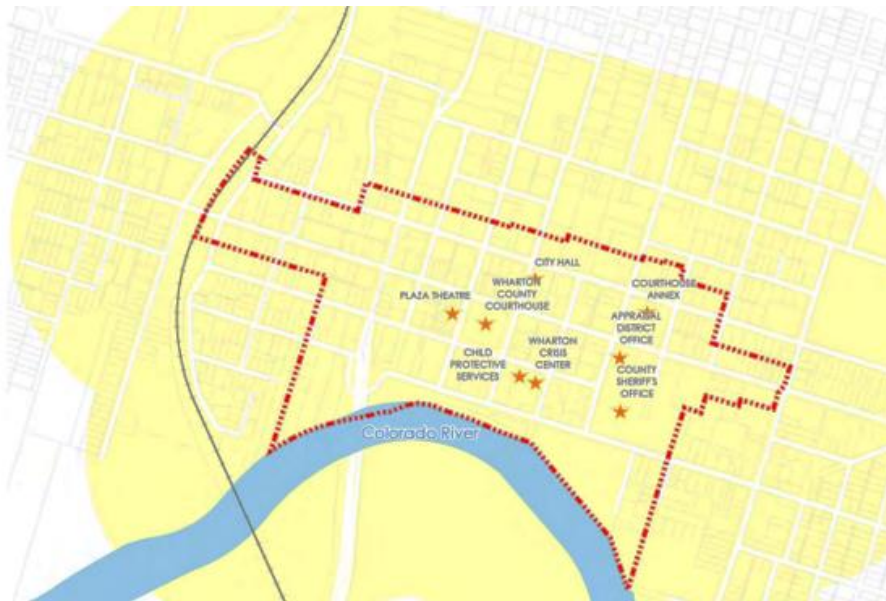 CITY HALL
WHARTON
COUNTY
COURTHOUSE
PLAZA THEATRE
COURTHOUSE
ANNEX
APPRAISAL
DISTRICT
OFFICE
WHARTON
CRISIS
CENTER
CHILD
PROTECTIVE
SERVICES
COUNTY
SHERIFF'S
OFFICE
Colorado River